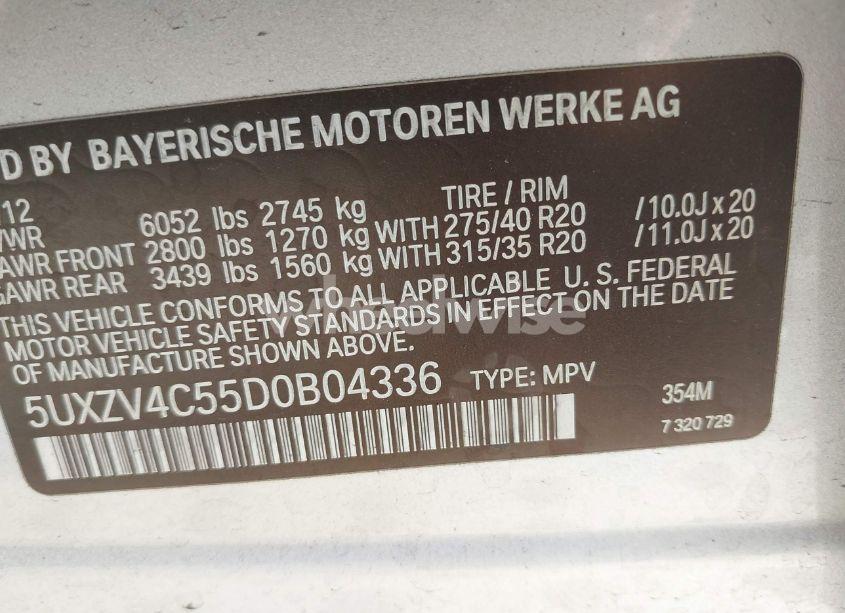 D BY BAYERISCHE MOTOREN WERKE AG
12
WR 6052 lbs 2745 kg TIRE / RIM
AWR FRONT 2800 lbs 1270 kg WITH 275/40 R20 /10.0J x 20
GAWR REAR 3439 lbs 1560 kg WITH 315/35 R20 /11.0J x 20
THIS VEHICLE CONFORMS TO ALL APPLICABLE U. S. FEDERAL
MOTOR VEHICLE SAFETY STANDARDS IN EFFECT ON THE DATE
OF MANUFACTURE SHOWN ABOVE.
5UXZV4C55D0B04336 TYPE: MPV 354M
7 320 729